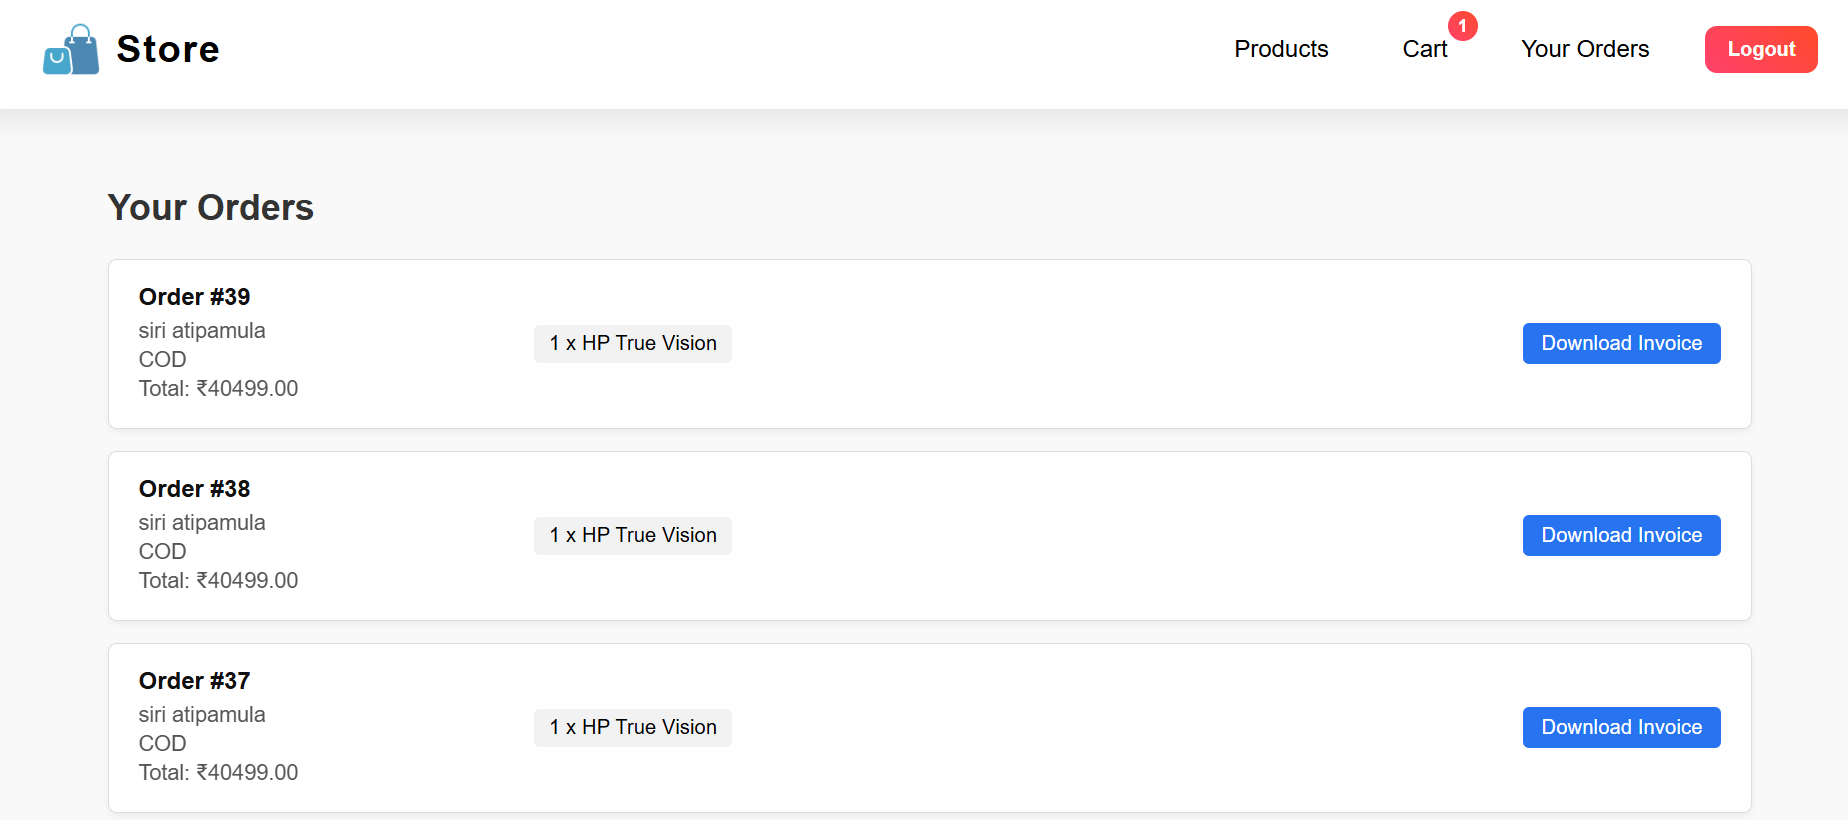 Store
Products
Cart
1
Your Orders
Logout
Your Orders
Order #39
siri atipamula
COD
Total: ₹40499.00
1 x HP True Vision
Download Invoice
Order #38
siri atipamula
COD
Total: ₹40499.00
1 x HP True Vision
Download Invoice
Order #37
siri atipamula
COD
Total: ₹40499.00
1 x HP True Vision
Download Invoice